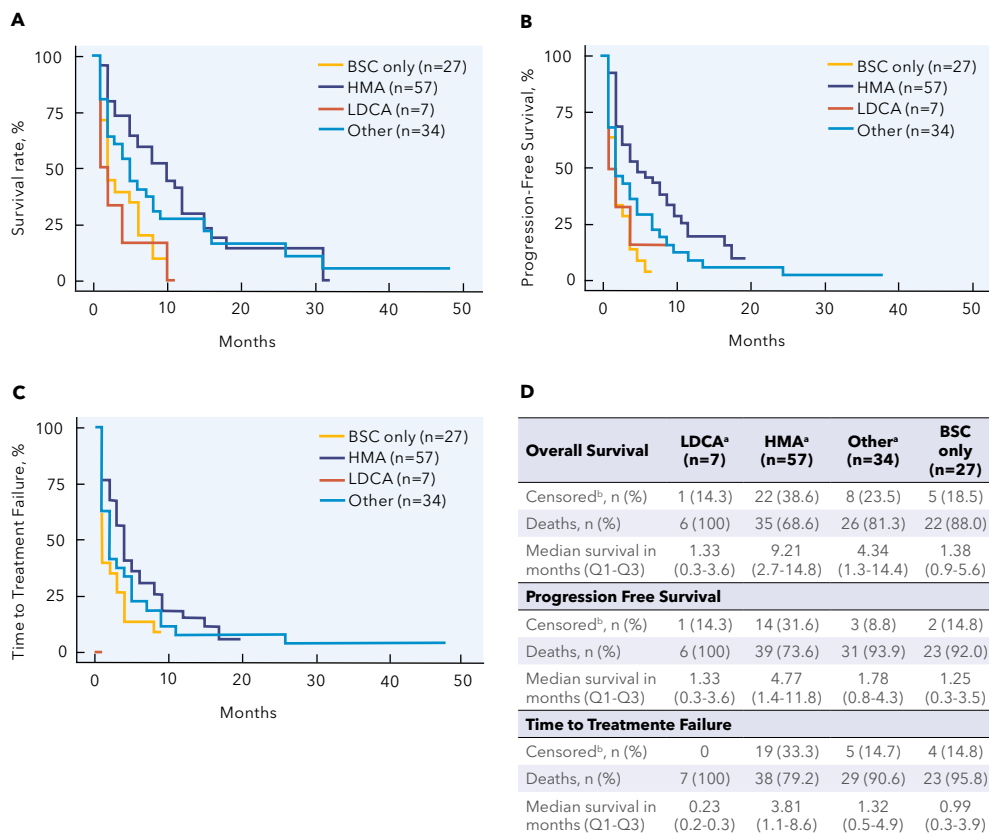 A
Survival rate, %
100
75
50
25
0
BSC only (n=27)
HMA (n=57)
LDCA (n=7)
Other (n=34)
0 10 20 30 40 50
Months
B
Progression-Free Survival, %
100
75
50
25
0
BSC only (n=27)
HMA (n=57)
LDCA (n=7)
Other (n=34)
0 10 20 30 40 50
Months
C
Time to Treatment Failure, %
100
75
50
25
0
BSC only (n=27)
HMA (n=57)
LDCA (n=7)
Other (n=34)
0 10 20 30 40 50
Months
D
Overall Survival LDCAᵃ (n=7) HMAᵃ (n=57) Otherᵃ (n=34) BSC only (n=27)
Censoredᵇ, n (%) 1 (14.3) 22 (38.6) 8 (23.5) 5 (18.5)
Deaths, n (%) 6 (100) 35 (68.6) 26 (81.3) 22 (88.0)
Median survival in 1.33 9.21 4.34 1.38
months (Q1-Q3) (0.3-3.6) (2.7-14.8) (1.3-14.4) (0.9-5.6)
Progression Free Survival
Censoredᵇ, n (%) 1 (14.3) 14 (31.6) 3 (8.8) 2 (14.8)
Deaths, n (%) 6 (100) 39 (73.6) 31 (93.9) 23 (92.0)
Median survival in 1.33 4.77 1.78 1.25
months (Q1-Q3) (0.3-3.6) (1.4-11.8) (0.8-4.3) (0.3-3.5)
Time to Treatmente Failure
Censoredᵇ, n (%) 0 19 (33.3) 5 (14.7) 4 (14.8)
Deaths, n (%) 7 (100) 38 (79.2) 29 (90.6) 23 (95.8)
Median survival in 0.23 3.81 1.32 0.99
months (Q1-Q3) (0.2-0.3) (1.1-8.6) (0.5-4.9) (0.3-3.9)